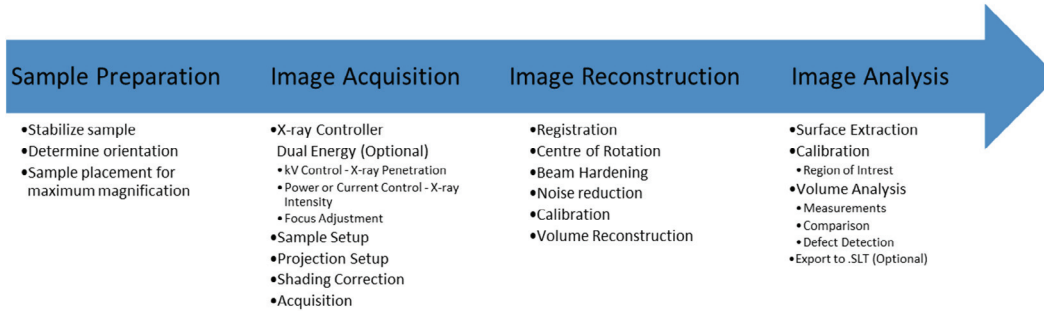 Sample Preparation
•Stabilize sample
•Determine orientation
•Sample placement for
maximum magnification
Image Acquisition
•X-ray Controller
Dual Energy (Optional)
•kV Control - X-ray Penetration
•Power or Current Control - X-ray
Intensity
•Focus Adjustment
•Sample Setup
•Projection Setup
•Shading Correction
•Acquisition
Image Reconstruction
•Registration
•Centre of Rotation
•Beam Hardening
•Noise reduction
•Calibration
•Volume Reconstruction
Image Analysis
•Surface Extraction
•Calibration
•Region of Intrest
•Volume Analysis
•Measurements
•Comparison
•Defect Detection
•Export to .SLT (Optional)